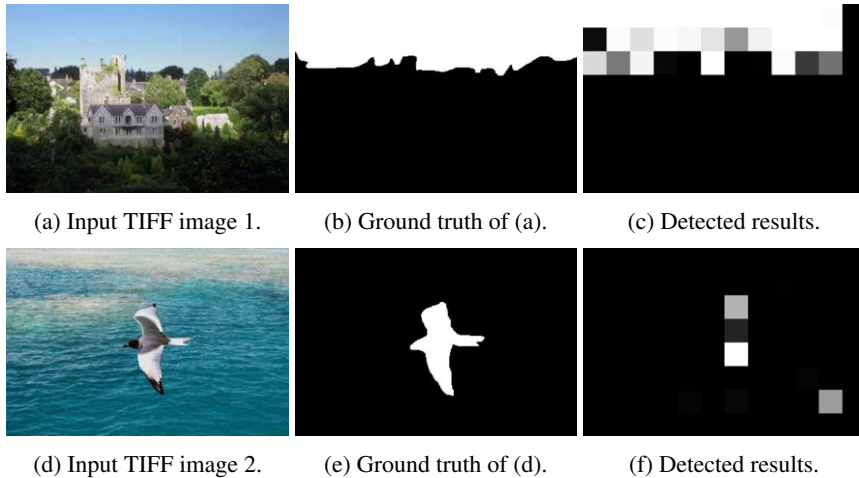 (a) Input TIFF image 1.
(b) Ground truth of (a).
(c) Detected results.
(d) Input TIFF image 2.
(e) Ground truth of (d).
(f) Detected results.